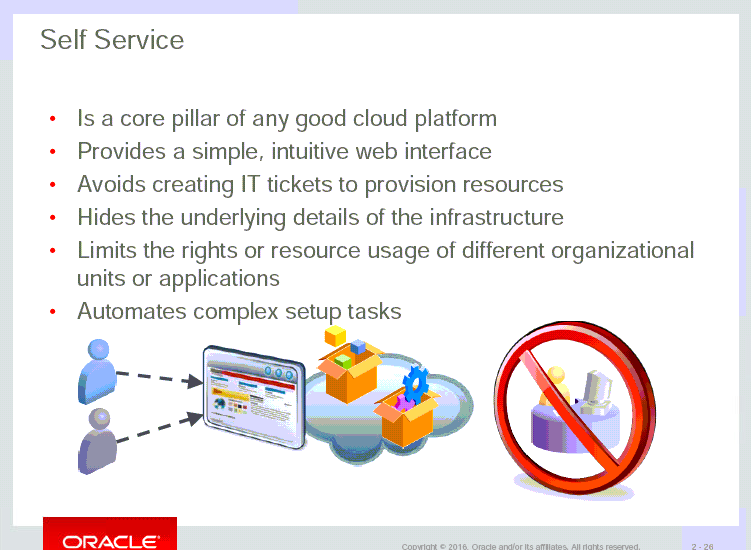 Self Service
• Is a core pillar of any good cloud platform
• Provides a simple, intuitive web interface
• Avoids creating IT tickets to provision resources
• Hides the underlying details of the infrastructure
• Limits the rights or resource usage of different organizational
units or applications
• Automates complex setup tasks
ORACLE
Copyright © 2016, Oracle and/or its affiliates. All rights reserved.
2 - 26